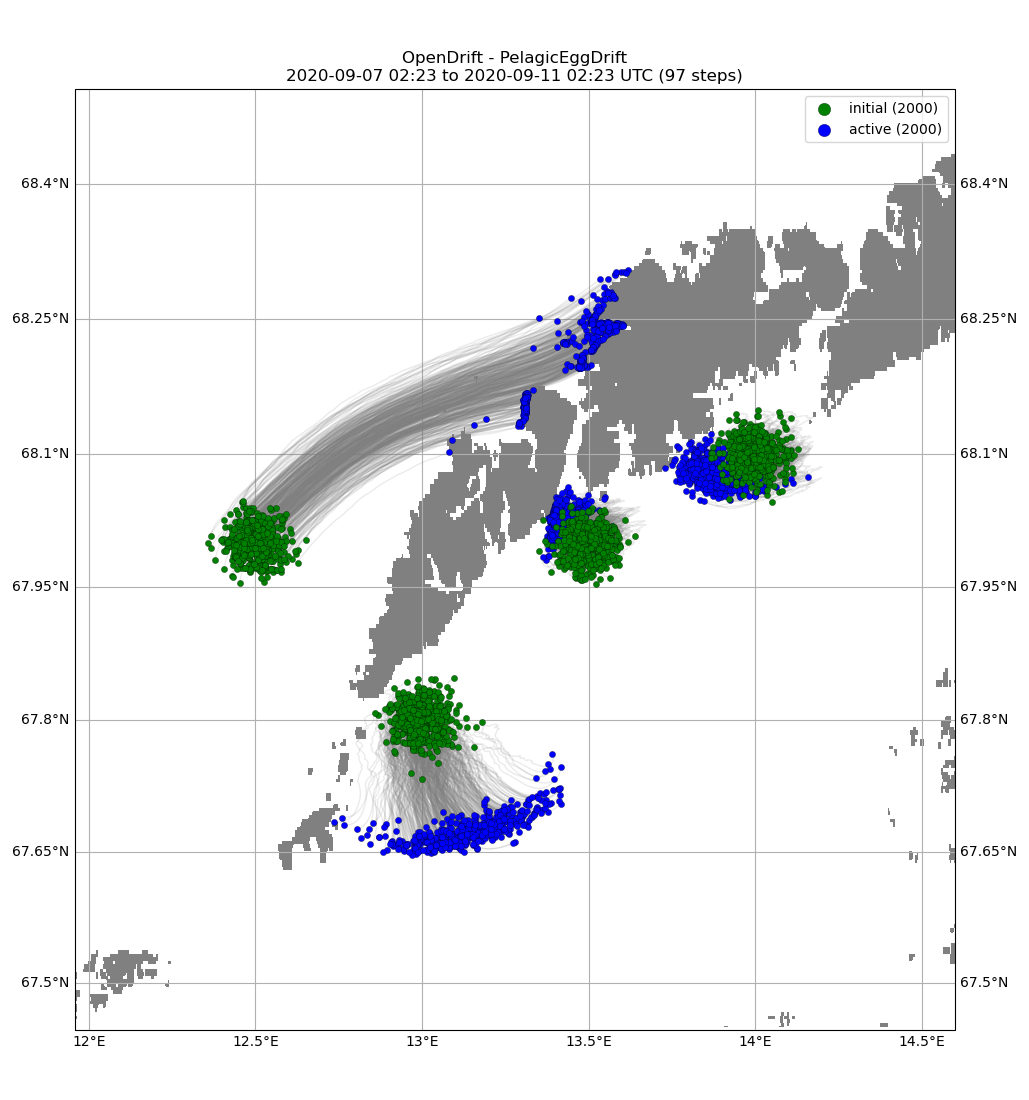 OpenDrift - PelagicEggDrift
2020-09-07 02:23 to 2020-09-11 02:23 UTC (97 steps)
initial (2000)
active (2000)
68.4°N 68.4°N
68.25°N 68.25°N
68.1°N 68.1°N
67.95°N 67.95°N
67.8°N 67.8°N
67.65°N 67.65°N
67.5°N 67.5°N
12°E 12.5°E 13°E 13.5°E 14°E 14.5°E